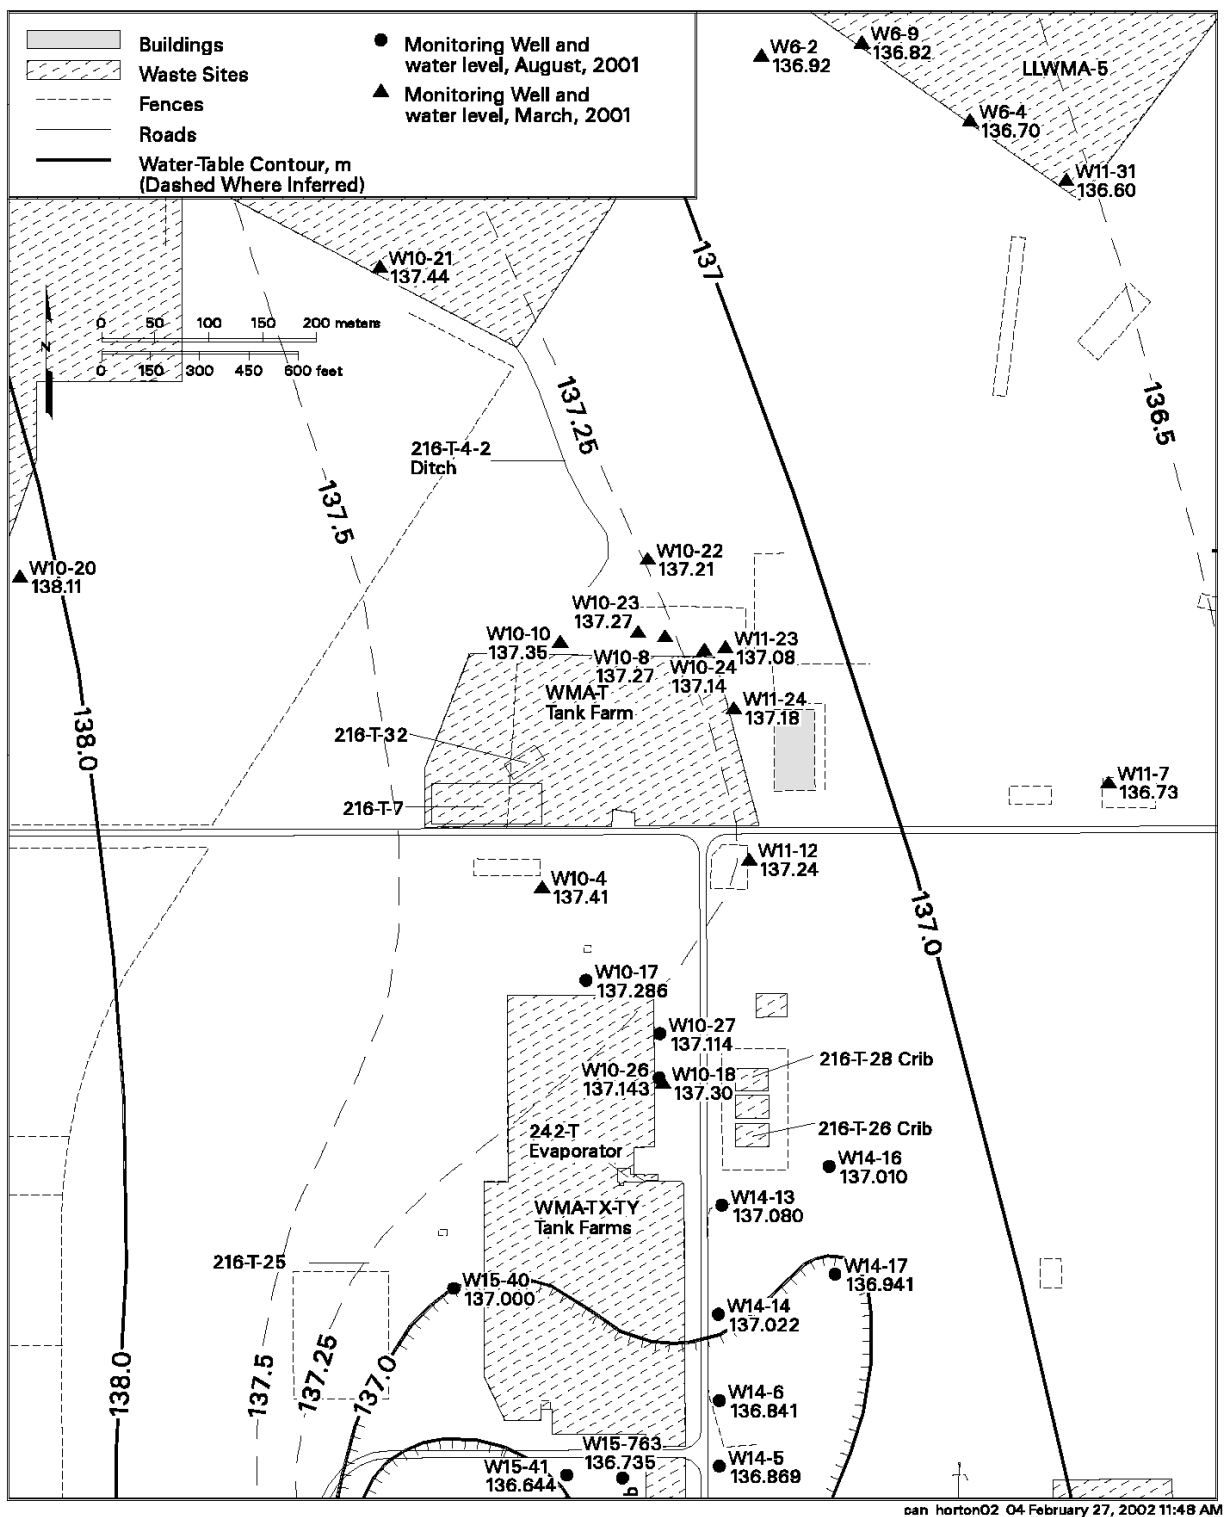 Buildings
Waste Sites
Fences
Roads
Water-Table Contour, m
(Dashed Where Inferred)
Monitoring Well and
water level, August, 2001
Monitoring Well and
water level, March, 2001
W6-2
136.92
W6-9
136.82
LLWMA-5
W6-4
136.70
W11-31
136.60
137
W10-21
137.44
0 50 100 150 200 meters
N
0 150 300 450 600 feet
137.25
136.5
216-T-4-2
Ditch
137.5
W10-20
138.11
W10-22
137.21
W10-23
137.27
W10-10
137.35
W10-8
137.27
W10-24
137.14
W11-23
137.08
WMA-T
Tank Farm
W11-24
137.18
138.0
216-T-32
216-T-7
W11-7
136.73
W11-12
137.24
W10-4
137.41
137.0
W10-17
137.286
W10-27
137.114
W10-26
137.143
W10-18
137.30
216-T-28 Crib
216-T-26 Crib
242-T
Evaporator
W14-16
137.010
W14-13
137.080
WMA-TX-TY
Tank Farms
216-T-25
W15-40
137.000
W14-17
136.941
W14-14
137.022
138.0
137.5
137.25
137.0
W14-6
136.841
W15-763
136.735
W15-41
136.644
W14-5
136.869
b
can_horton02_04 February 27, 2002 11:48 AM